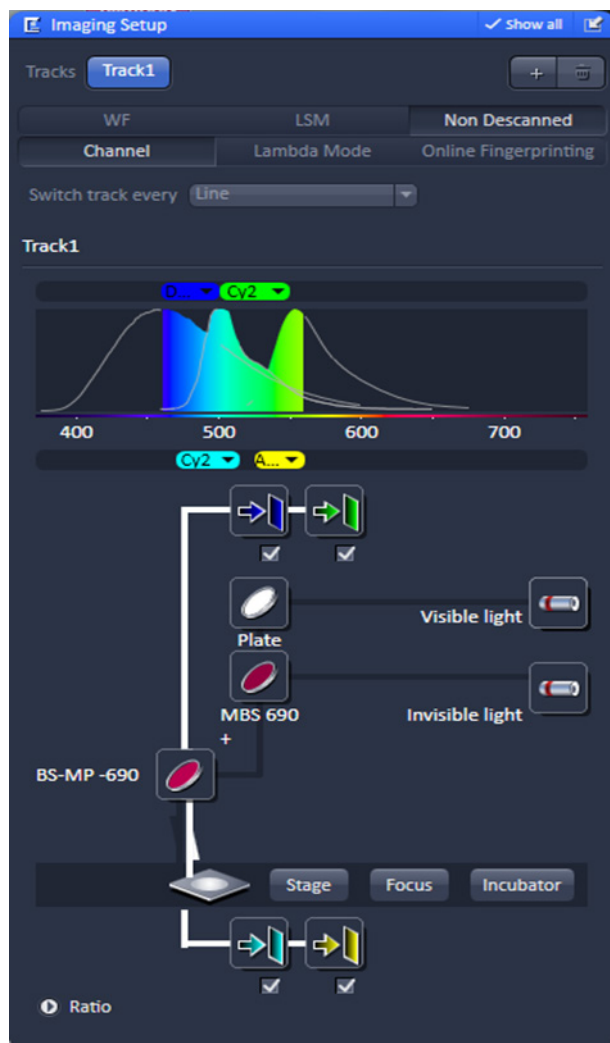 Imaging Setup
Show all
Tracks Track1 +
WF LSM Non Descanned
Channel Lambda Mode Online Fingerprinting
Switch track every Line
Track1
D... Cy2
400 500 600 700
Cy2 A...
Plate
Visible light
MBS 690
+
Invisible light
BS-MP -690
Stage Focus Incubator
Ratio